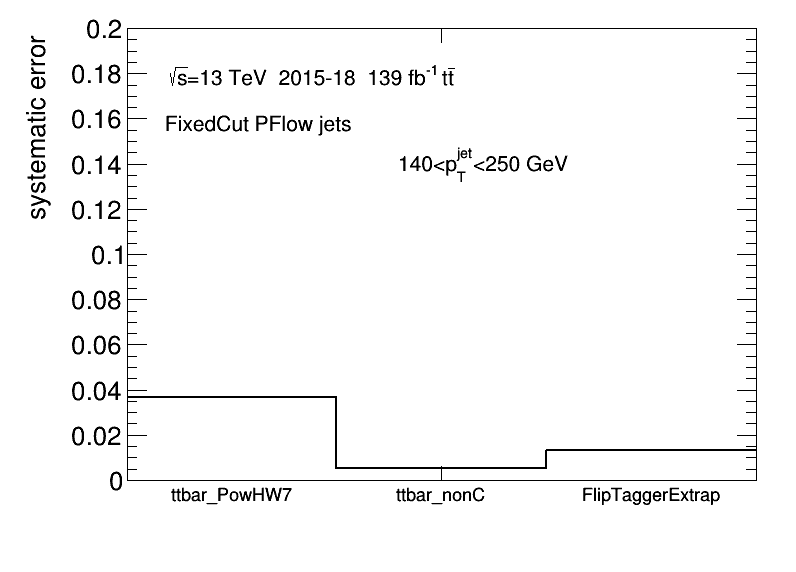 systematic error
0.2
0.18
0.16
0.14
0.12
0.1
0.08
0.06
0.04
0.02
0
√s=13 TeV 2015-18 139 fb⁻¹ tt̄
FixedCut PFlow jets
140<p_T^jet<250 GeV
ttbar_PowHW7 ttbar_nonC FlipTaggerExtrap